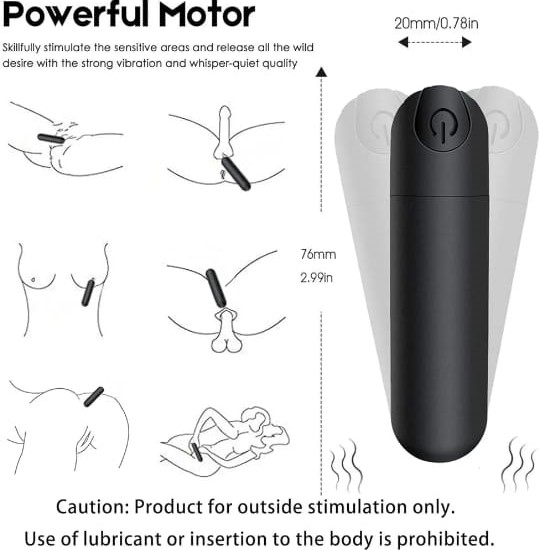 Powerful Motor
Skillfully stimulate the sensitive areas and release all the wild
desire with the strong vibration and whisper-quiet quality
20mm/0.78in
76mm
2.99in
Caution: Product for outside stimulation only.
Use of lubricant or insertion to the body is prohibited.